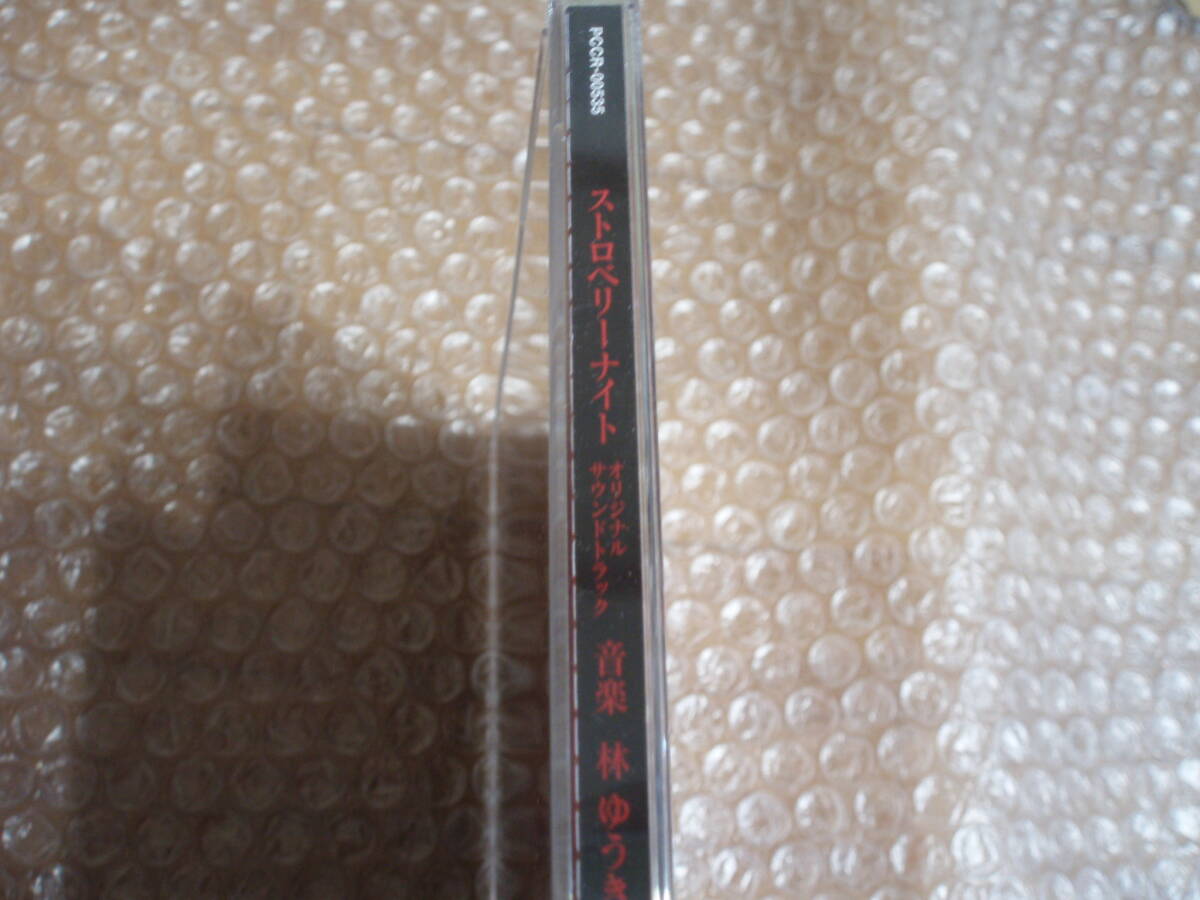 PCCR-00535
ストロベリーナイト
オリジナル
サウンドトラック
音楽 林 ゆうき